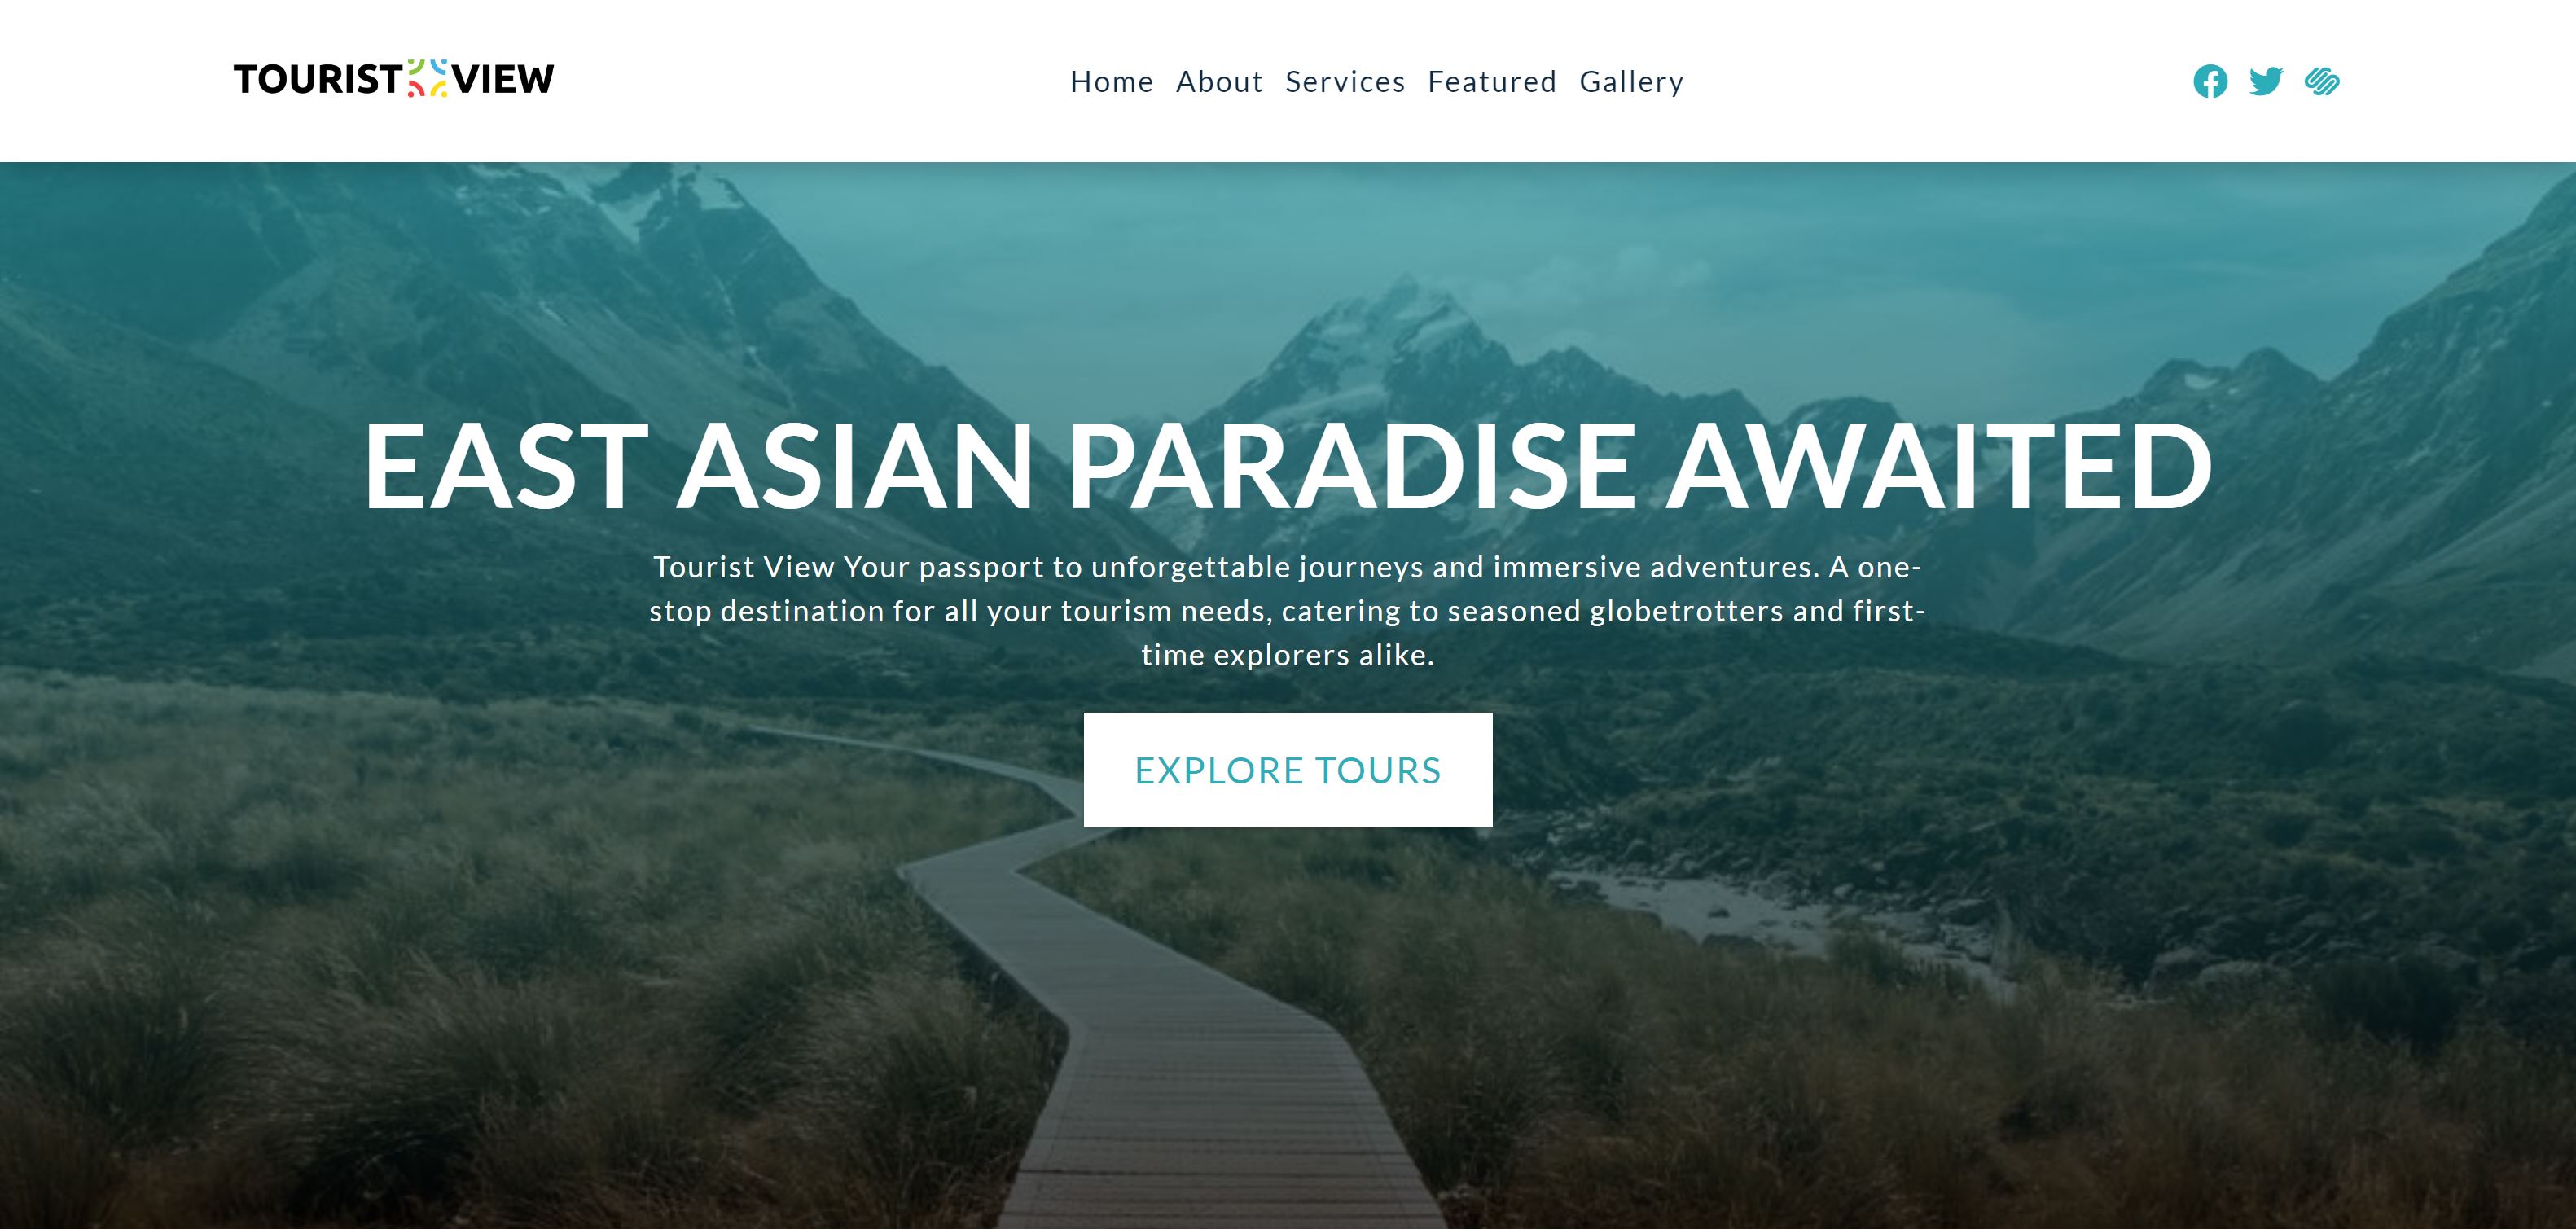 TOURIST VIEW
Home About Services Featured Gallery
EAST ASIAN PARADISE AWAITED
Tourist View Your passport to unforgettable journeys and immersive adventures. A one-
stop destination for all your tourism needs, catering to seasoned globetrotters and first-
time explorers alike.
EXPLORE TOURS